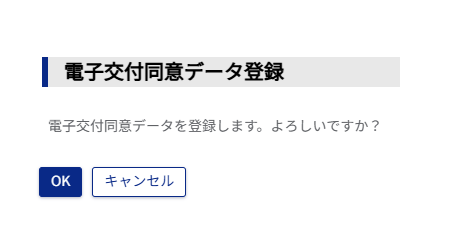 電子交付同意データ登録
電子交付同意データを登録します。よろしいですか？
OK キャンセル